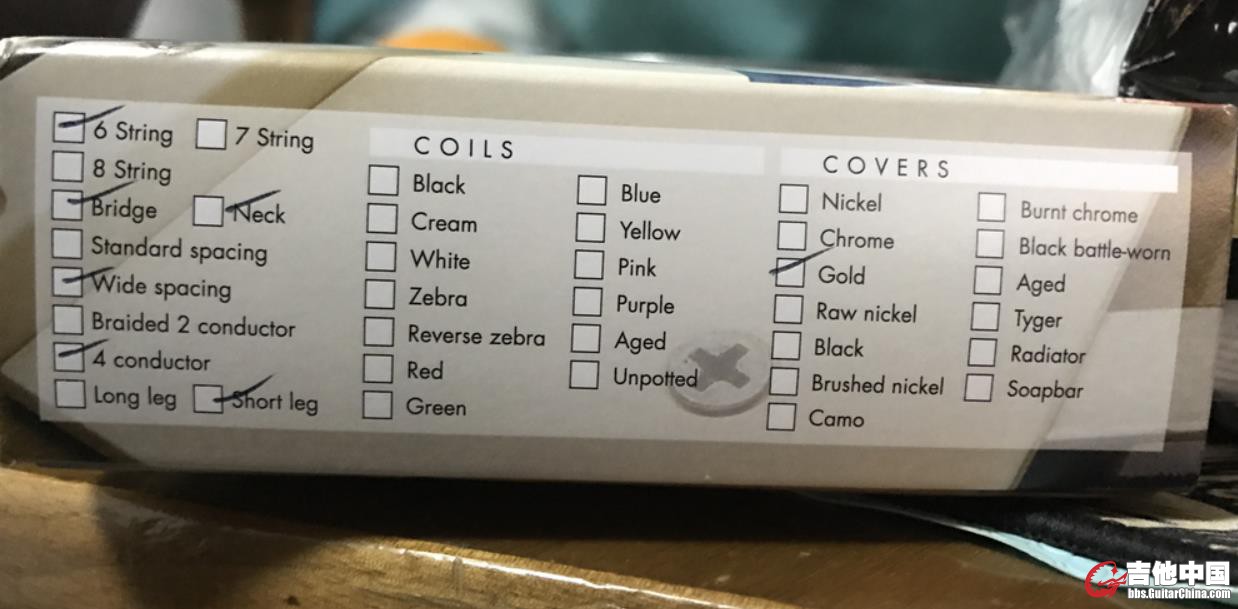 6 String 7 String
8 String
Bridge Neck
Standard spacing
Wide spacing
Braided 2 conductor
4 conductor
Long leg Short leg
COILS
Black
Cream
White
Zebra
Reverse zebra
Red
Green
Blue
Yellow
Pink
Purple
Aged
Unpotted
COVERS
Nickel
Chrome
Gold
Raw nickel
Black
Brushed nickel
Camo
Burnt chrome
Black battle-worn
Aged
Tyger
Radiator
Soapbar
吉他中国
bbs.GuitarChina.com